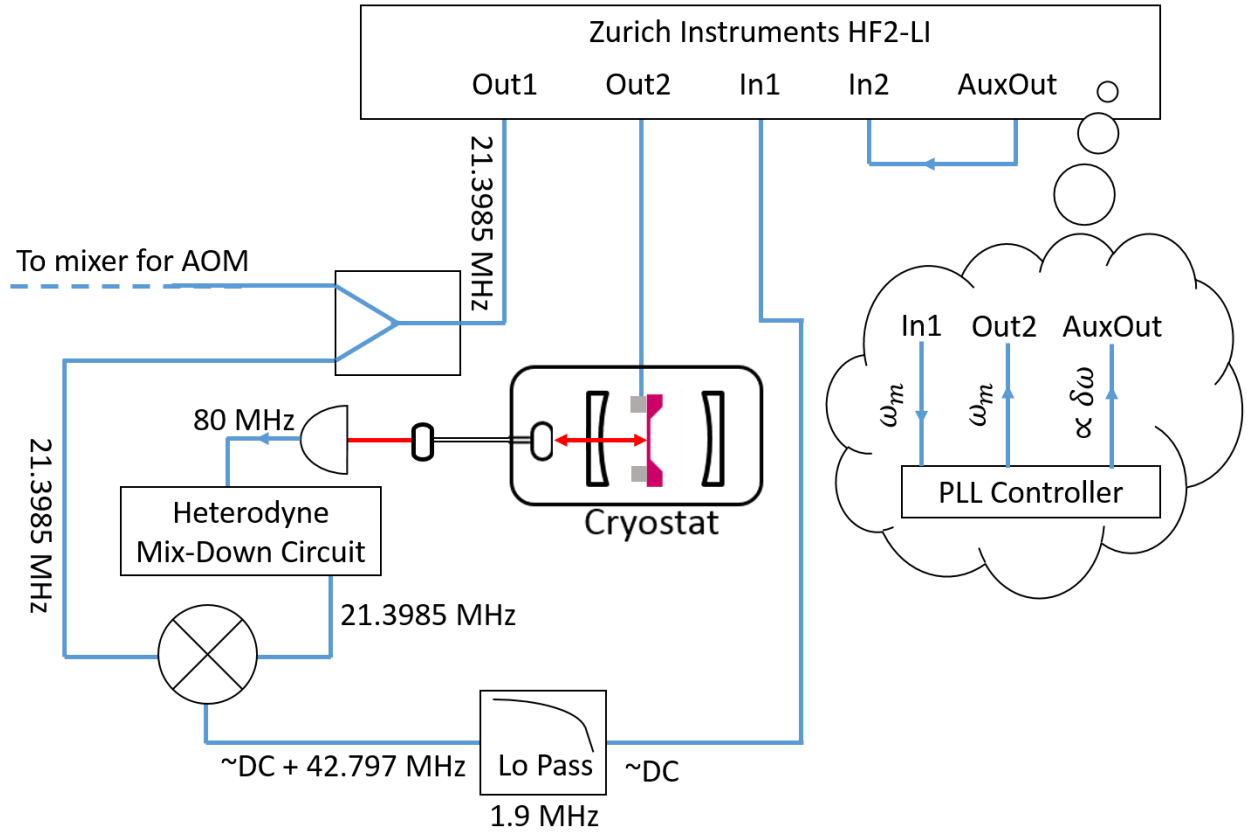 Zurich Instruments HF2-LI
Out1 Out2 In1 In2 AuxOut
21.3985 MHz
To mixer for AOM
In1 Out2 AuxOut
ωm ωm ∝ δω
PLL Controller
80 MHz
Cryostat
21.3985 MHz
Heterodyne
Mix-Down Circuit
21.3985 MHz
~DC + 42.797 MHz
Lo Pass
~DC
1.9 MHz